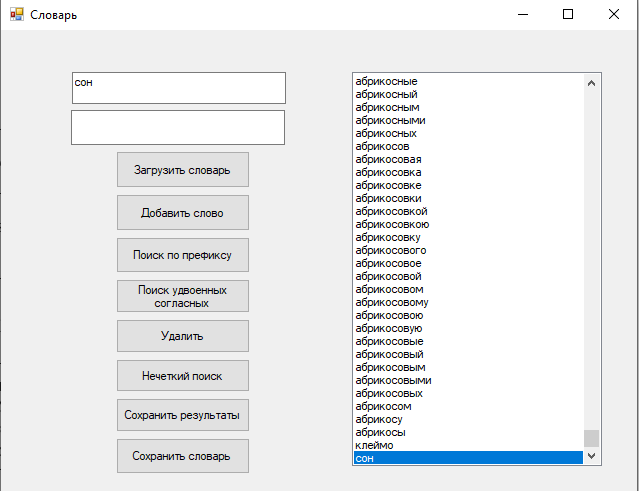 Словарь
сон
Загрузить словарь
Добавить слово
Поиск по префиксу
Поиск удвоенных
согласных
Удалить
Нечеткий поиск
Сохранить результаты
Сохранить словарь
абрикосные
абрикосный
абрикосным
абрикосными
абрикосных
абрикосов
абрикосовая
абрикосовка
абрикосовке
абрикосовки
абрикосовкой
абрикосовкою
абрикосовку
абрикосового
абрикосовое
абрикосовой
абрикосовом
абрикосовому
абрикосовою
абрикосовую
абрикосовые
абрикосовый
абрикосовым
абрикосовыми
абрикосовых
абрикосом
абрикосу
абрикосы
клеймо
сон